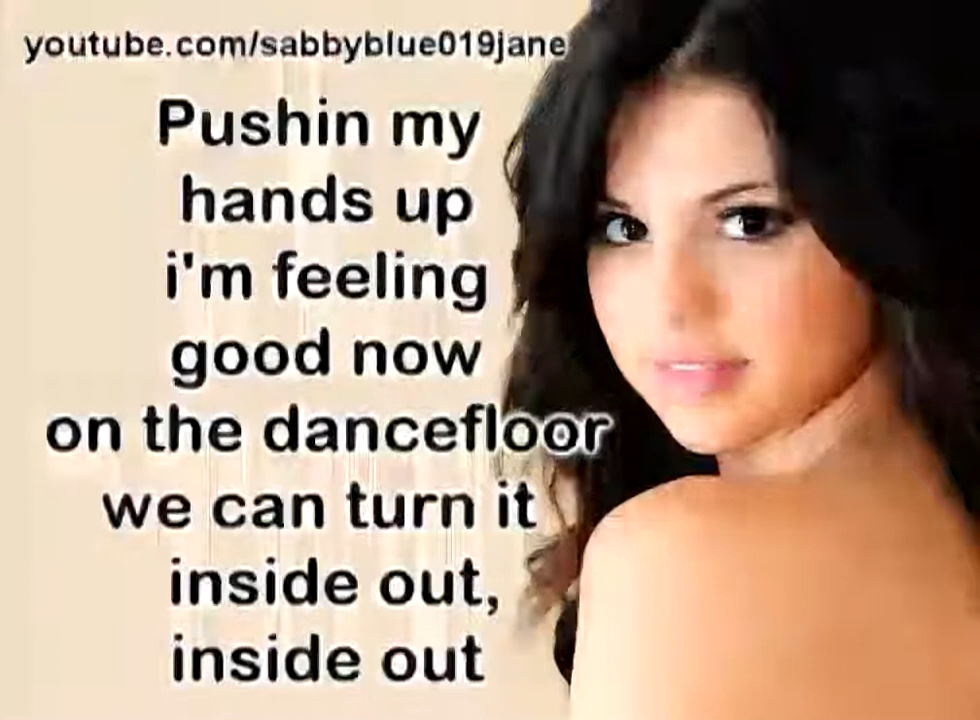 youtube.com/sabbyblue019jane
Pushin my
hands up
i'm feeling
good now
on the dancefloor
we can turn it
inside out,
inside out